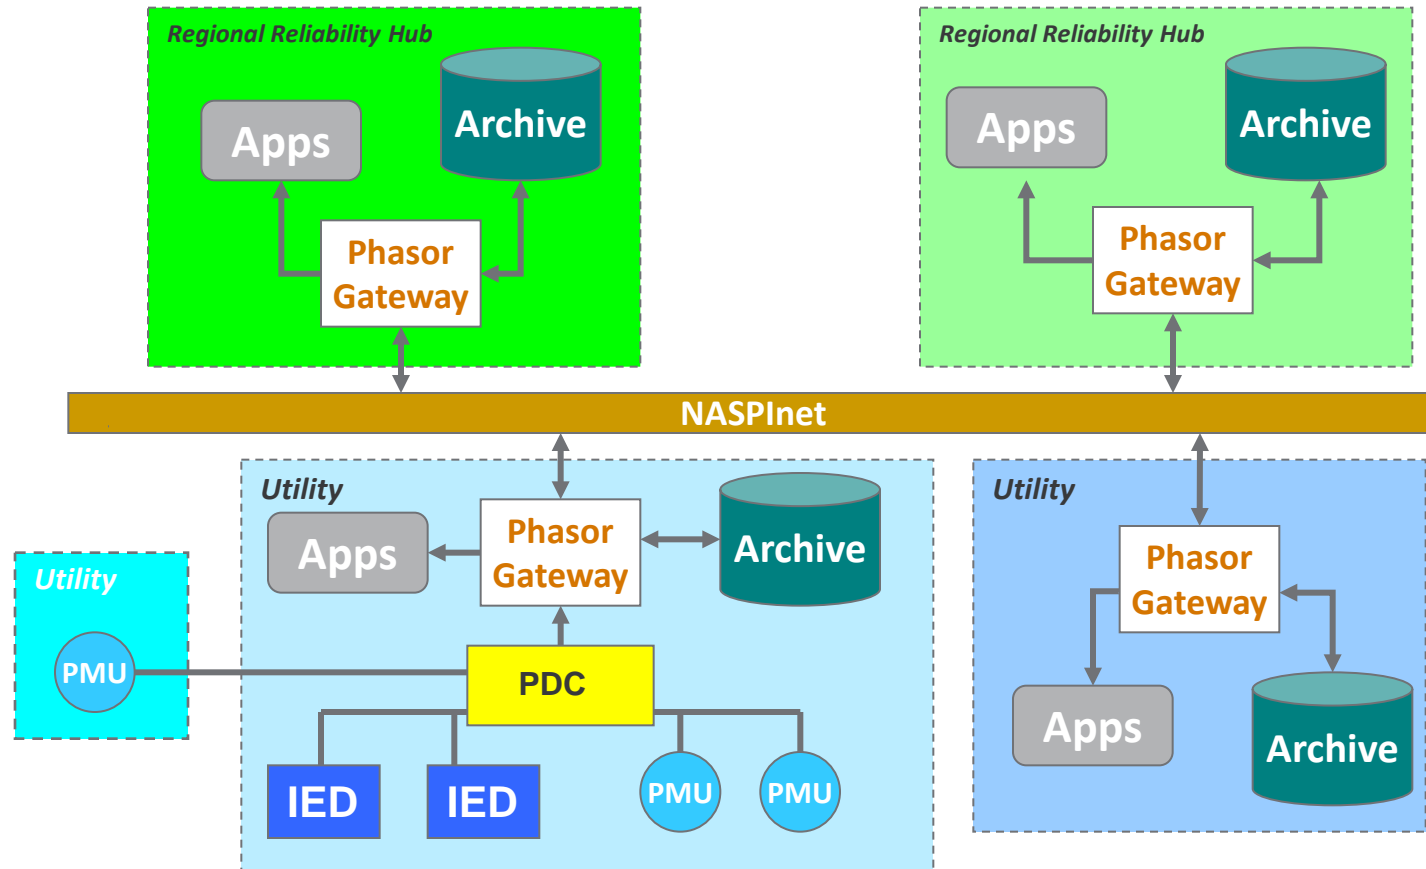 Regional Reliability Hub
Apps
Archive
Phasor
Gateway
Regional Reliability Hub
Apps
Archive
Phasor
Gateway
NASPInet
Utility
Apps
Phasor
Gateway
Archive
PDC
IED
IED
PMU
PMU
Utility
PMU
Utility
Phasor
Gateway
Apps
Archive